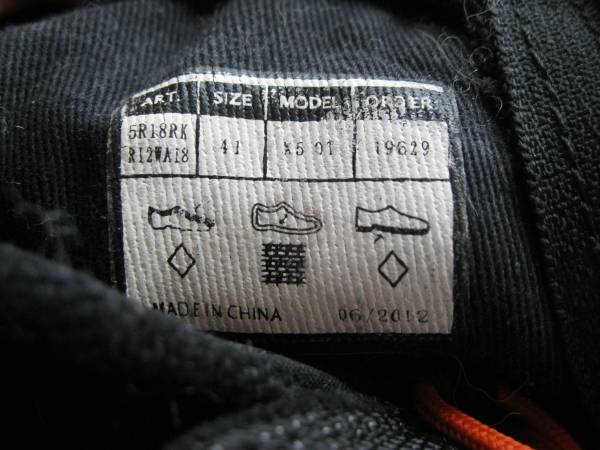 ART. SIZE MODEL ORDER
5R18RK 41 X5 01 19629
R12WA18
MADE IN CHINA 06/2012